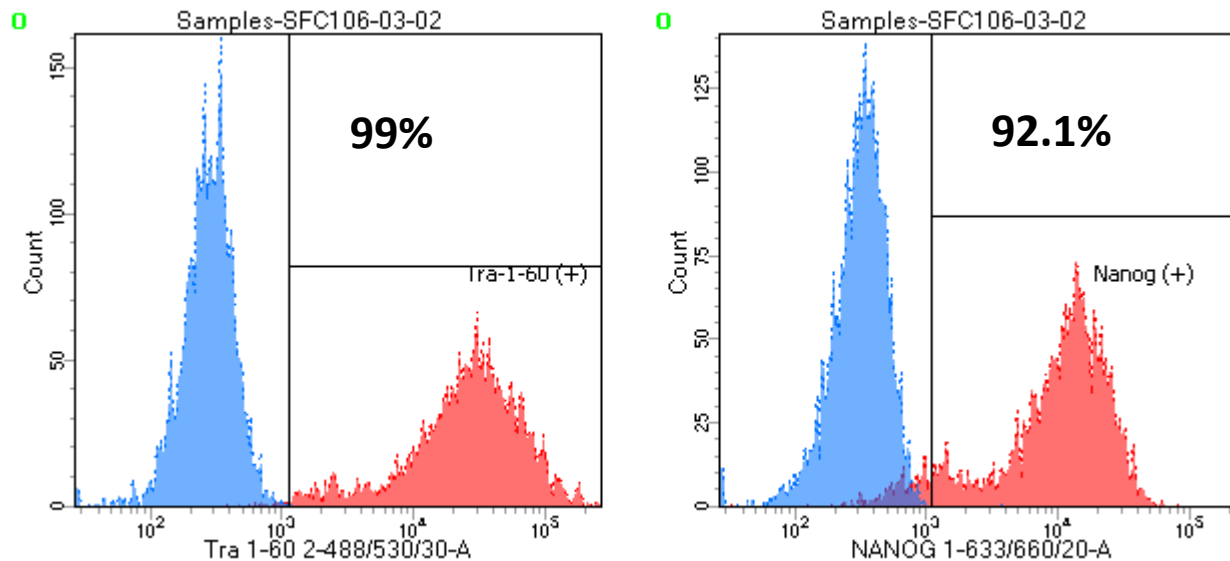 0
Samples-SFC106-03-02
150
100
50
0
Count
99%
Tra-1-60 (+)
10² 10³ 10⁴ 10⁵
Tra 1-60 2-488/530/30-A
0
Samples-SFC106-03-02
125
100
75
50
25
0
Count
92.1%
Nanog (+)
10² 10³ 10⁴ 10⁵
NANOG 1-633/660/20-A